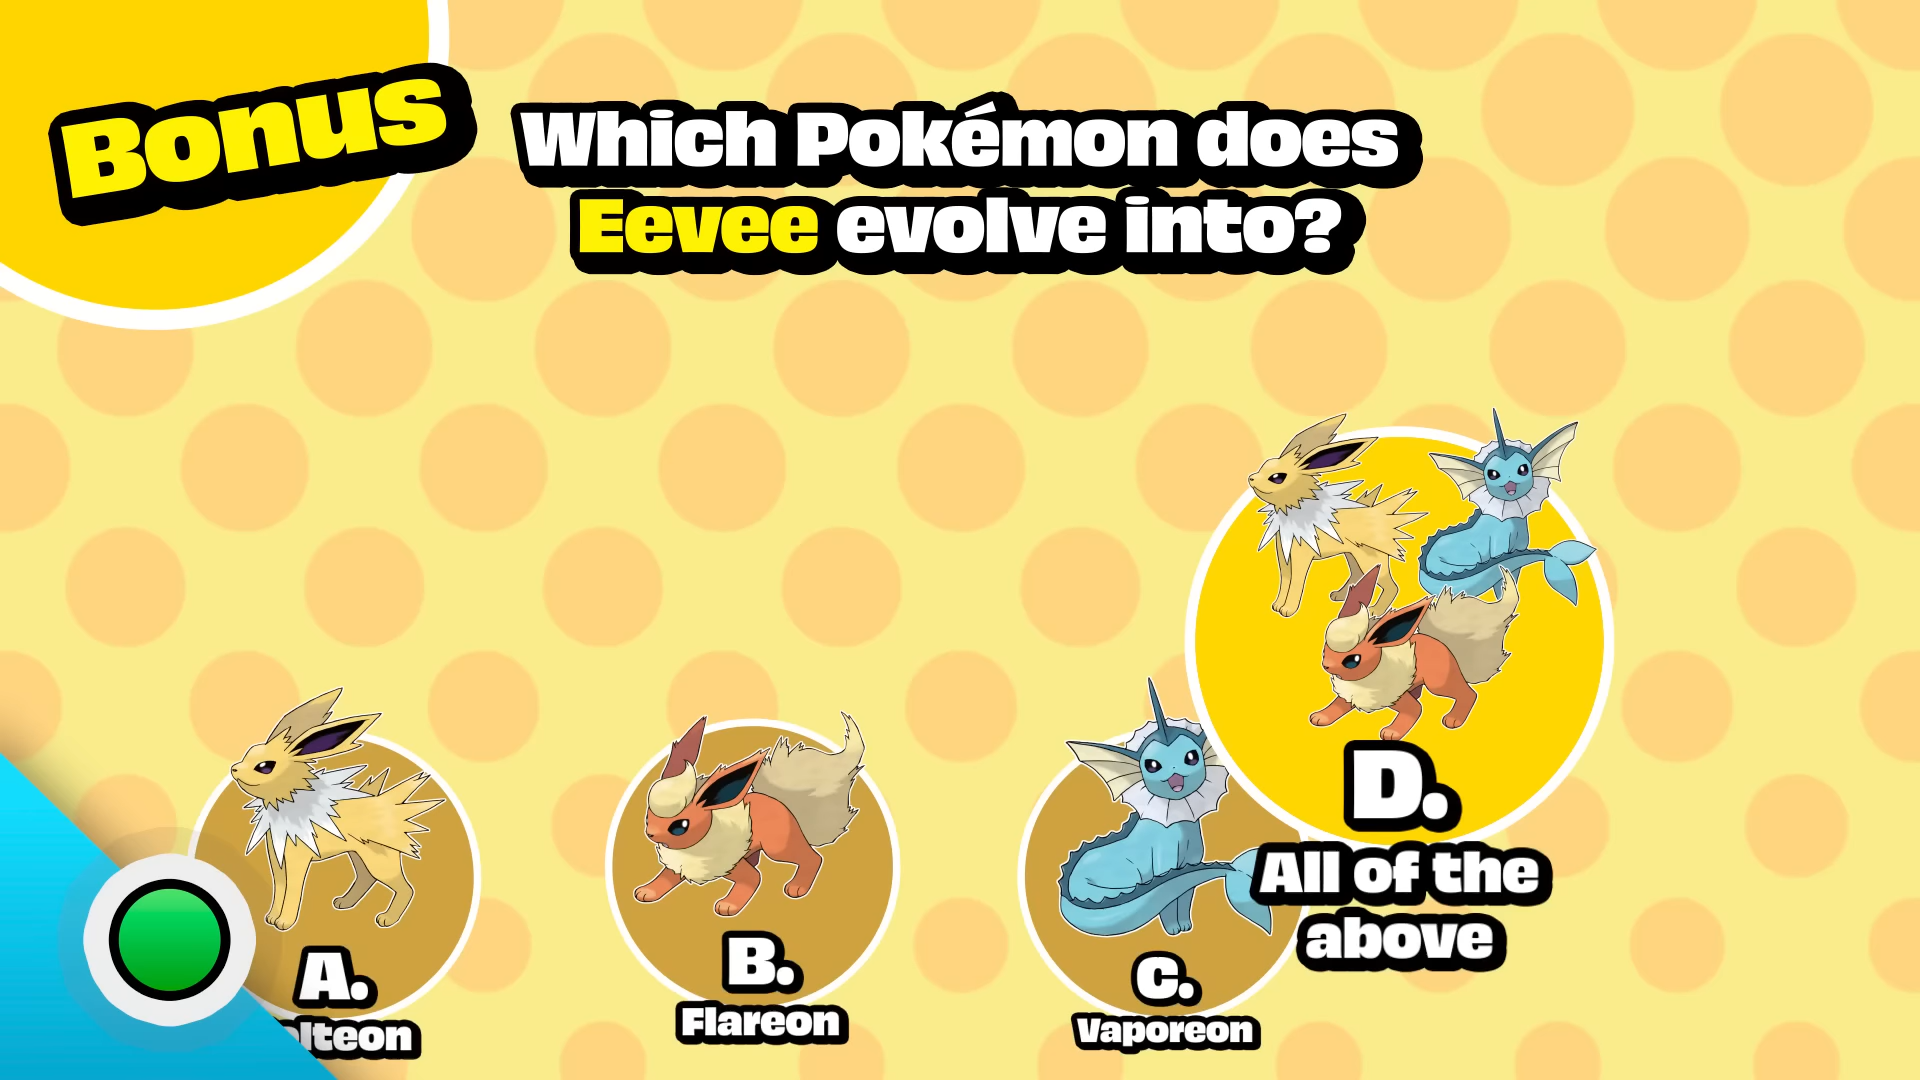 Bonus
Which Pokémon does
Eevee evolve into?
A.
B.
Flareon
C.
Vaporeon
D.
All of the
above